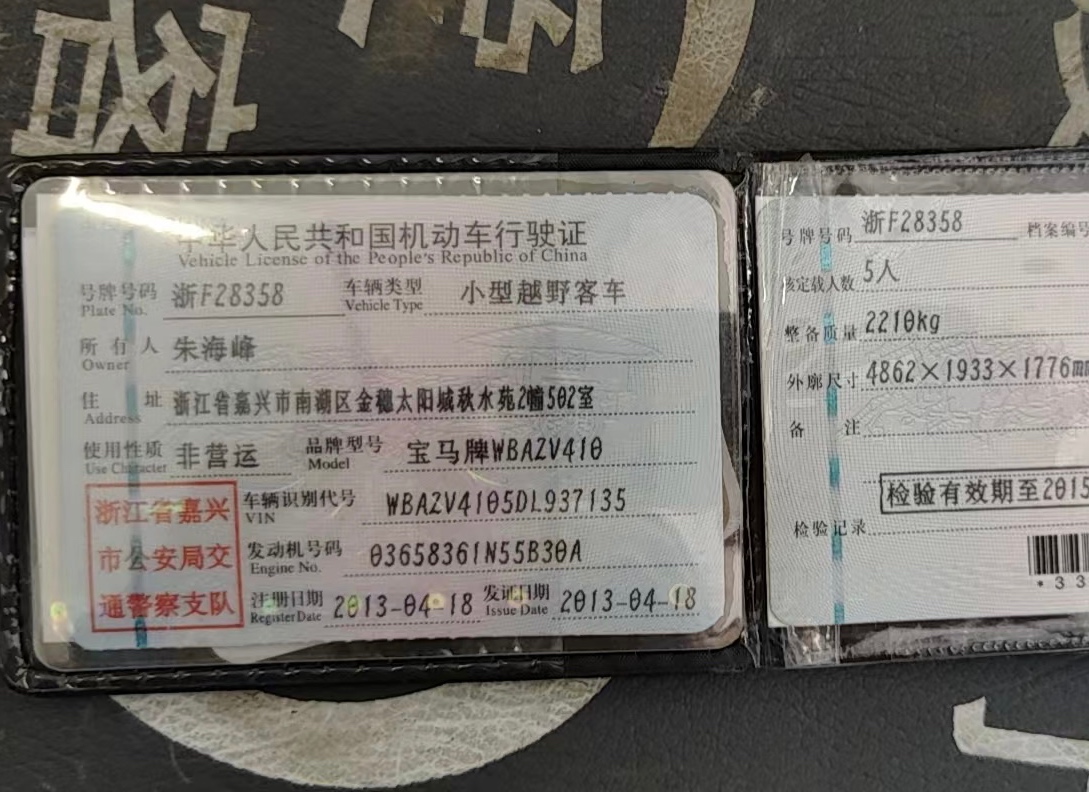 中华人民共和国机动车行驶证
Vehicle License of the People's Republic of China
号牌号码 浙F28358 车辆类型 小型越野客车
Plate No. Vehicle Type
所有人 朱海峰
Owner
住址 浙江省嘉兴市南湖区金穗太阳城秋水苑2幢502室
Address
使用性质 非营运 品牌型号 宝马牌WBAZV410
Use Character Model
浙江省嘉兴
市公安局交
通警察支队
车辆识别代号 WBAZV4105DL937135
VIN
发动机号码 03658361N55B30A
Engine No.
注册日期 2013-04-18 发证日期 2013-04-18
Register Date Issue Date
号牌号码 浙F28358 档案编号
核定载人数 5人
整备质量 2210kg
外廓尺寸 4862×1933×1776mm
备注
检验有效期至2015
检验记录
*33